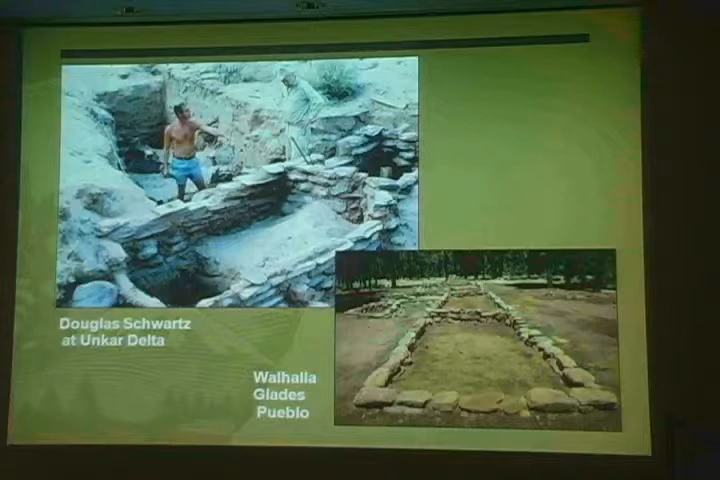 Douglas Schwartz
at Unkar Delta
Walhalla
Glades
Pueblo